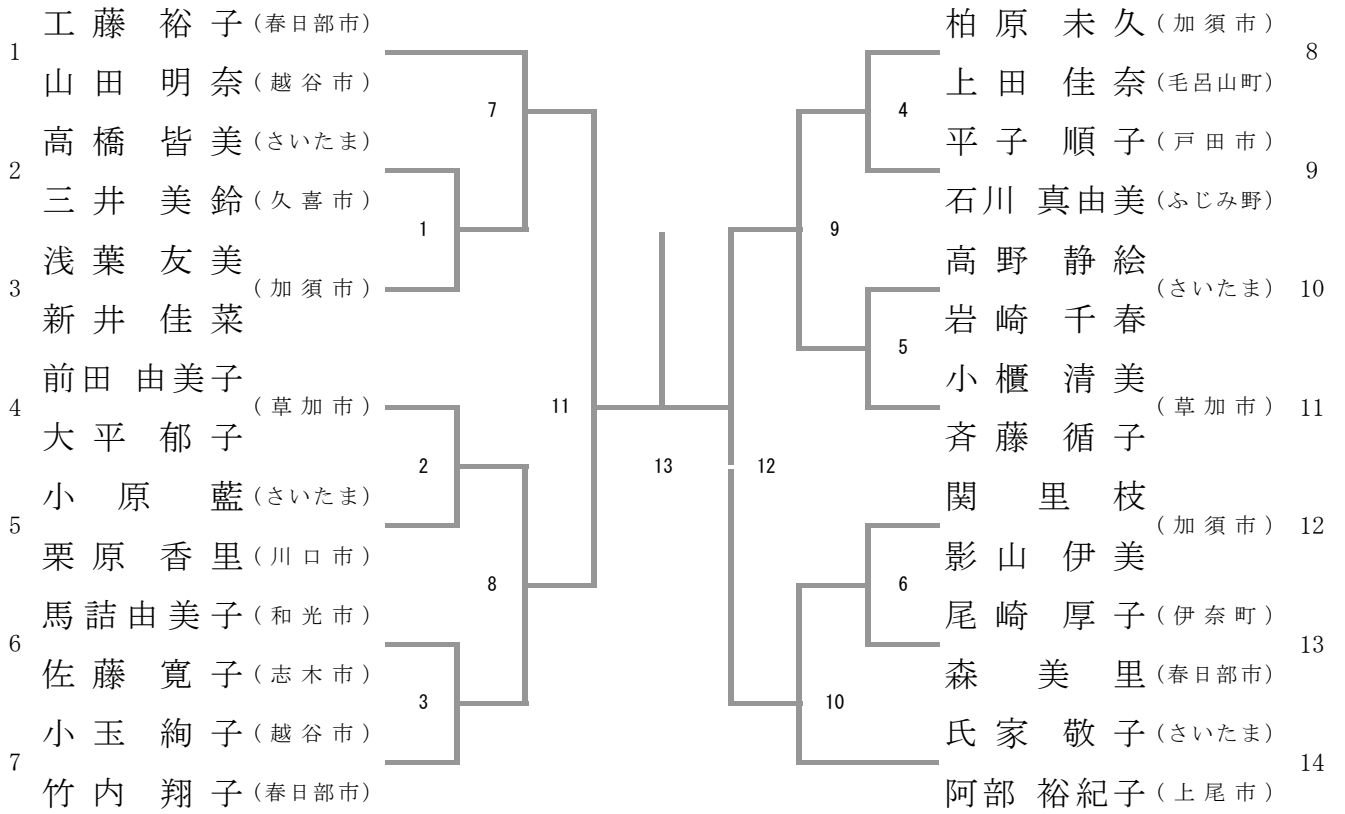 工藤 裕子 (春日部市)
1
山田 明奈 (越谷市)
7
高橋 皆美 (さいたま)
2
三井 美鈴 (久喜市)
1
浅葉 友美
3 (加須市)
新井 佳菜
前田 由美子
4 (草加市)
11
大平 郁子
2
小原 藍 (さいたま)
5
栗原 香里 (川口市)
8
馬詰由美子 (和光市)
6
佐藤 寛子 (志木市)
3
小玉 絢子 (越谷市)
7
竹内 翔子 (春日部市)
13
柏原 未久 (加須市)
8
上田 佳奈 (毛呂山町)
4
平子 順子 (戸田市)
9
石川 真由美 (ふじみ野)
9
高野 静絵
(さいたま) 10
岩崎 千春
5
小櫃 清美
(草加市) 11
斉藤 循子
12
関 里枝
(加須市) 12
影山 伊美
6
尾崎 厚子 (伊奈町)
13
森 美里 (春日部市)
10
氏家 敬子 (さいたま)
14
阿部 裕紀子 (上尾市)